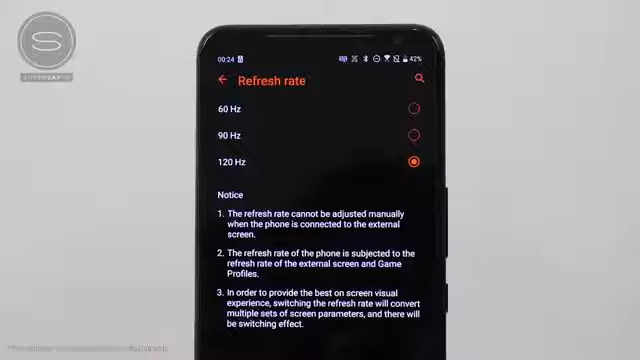 S
SUPERSAF TV
00:24
42%
Refresh rate
60 Hz
90 Hz
120 Hz
Notice
1. The refresh rate cannot be adjusted manually
when the phone is connected to the external
screen.
2. The refresh rate of the phone is subjected to the
refresh rate of the external screen and Game
Profiles.
3. In order to provide the best on screen visual
experience, switching the refresh rate will convert
multiple sets of screen parameters, and there will
be switching effect.